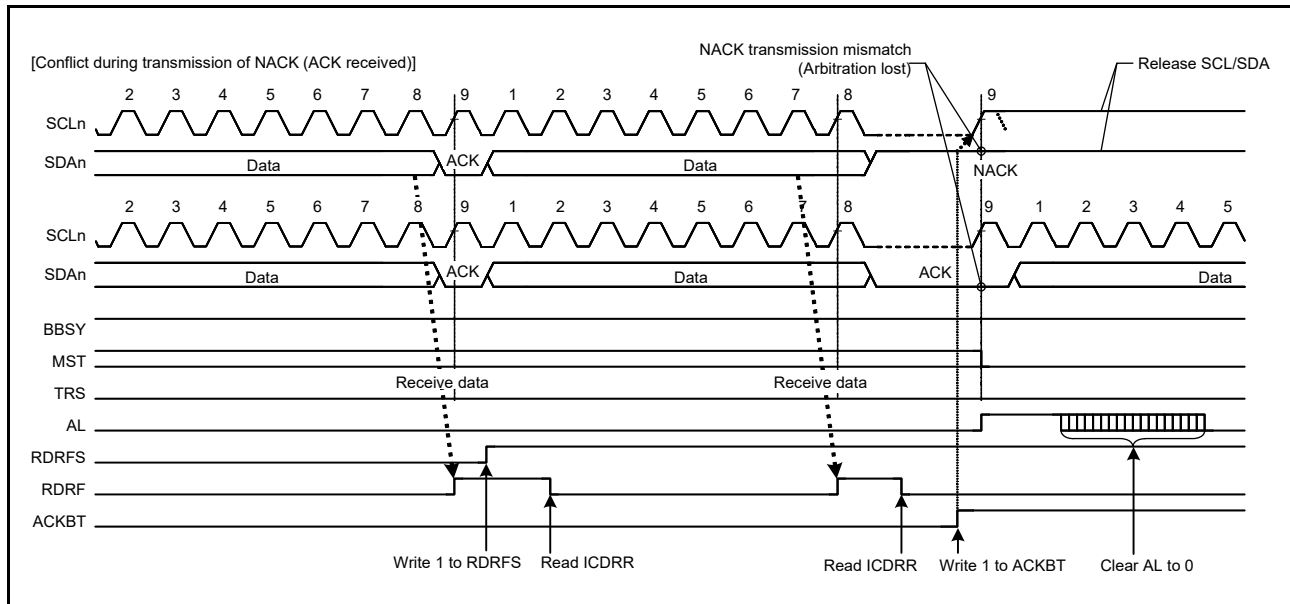 [Conflict during transmission of NACK (ACK received)]
NACK transmission mismatch
(Arbitration lost)
Release SCL/SDA
2 3 4 5 6 7 8 9 1 2 3 4 5 6 7 8 9
SCLn
SDAn Data ACK Data NACK
2 3 4 5 6 7 8 9 1 2 3 4 5 6 7 8 9 1 2 3 4 5
SCLn
SDAn Data ACK Data ACK Data
BBSY
MST
Receive data Receive data
TRS
AL
RDRFS
RDRF
ACKBT
Write 1 to RDRFS Read ICDRR Read ICDRR Write 1 to ACKBT Clear AL to 0